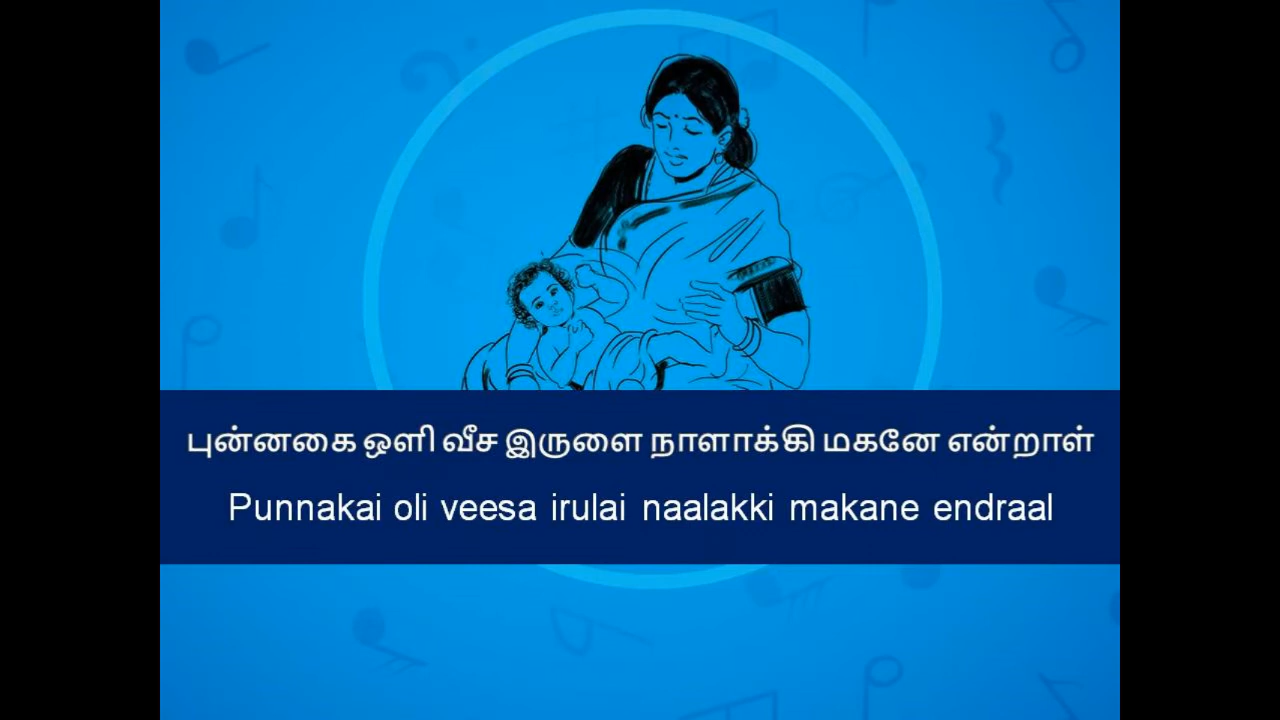 புன்னகை ஒளி வீச இருளை நாளாக்கி மகனே என்றாள்
Punnakai oli veesa irulai naalakki makane endraal